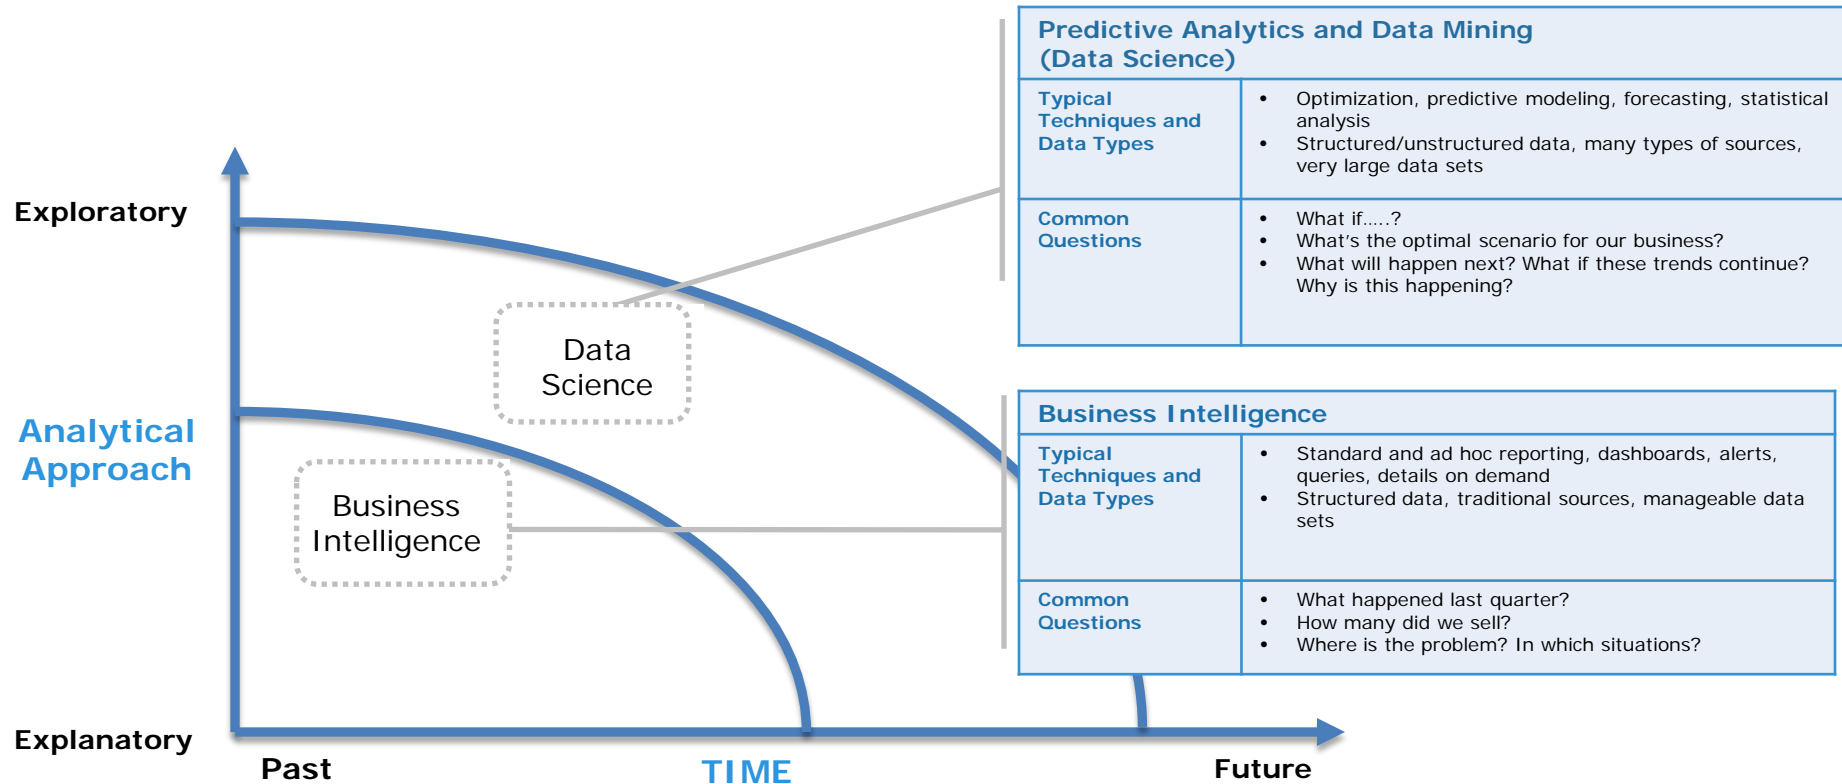 Predictive Analytics and Data Mining
(Data Science)
Typical
Techniques and
Data Types
• Optimization, predictive modeling, forecasting, statistical
analysis
• Structured/unstructured data, many types of sources,
very large data sets
Common
Questions
• What if.....?
• What's the optimal scenario for our business?
• What will happen next? What if these trends continue?
Why is this happening?
Exploratory
Data
Science
Analytical
Approach
Business
Intelligence
Business Intelligence
Typical
Techniques and
Data Types
• Standard and ad hoc reporting, dashboards, alerts,
queries, details on demand
• Structured data, traditional sources, manageable data
sets
Common
Questions
• What happened last quarter?
• How many did we sell?
• Where is the problem? In which situations?
Explanatory
Past
TIME
Future